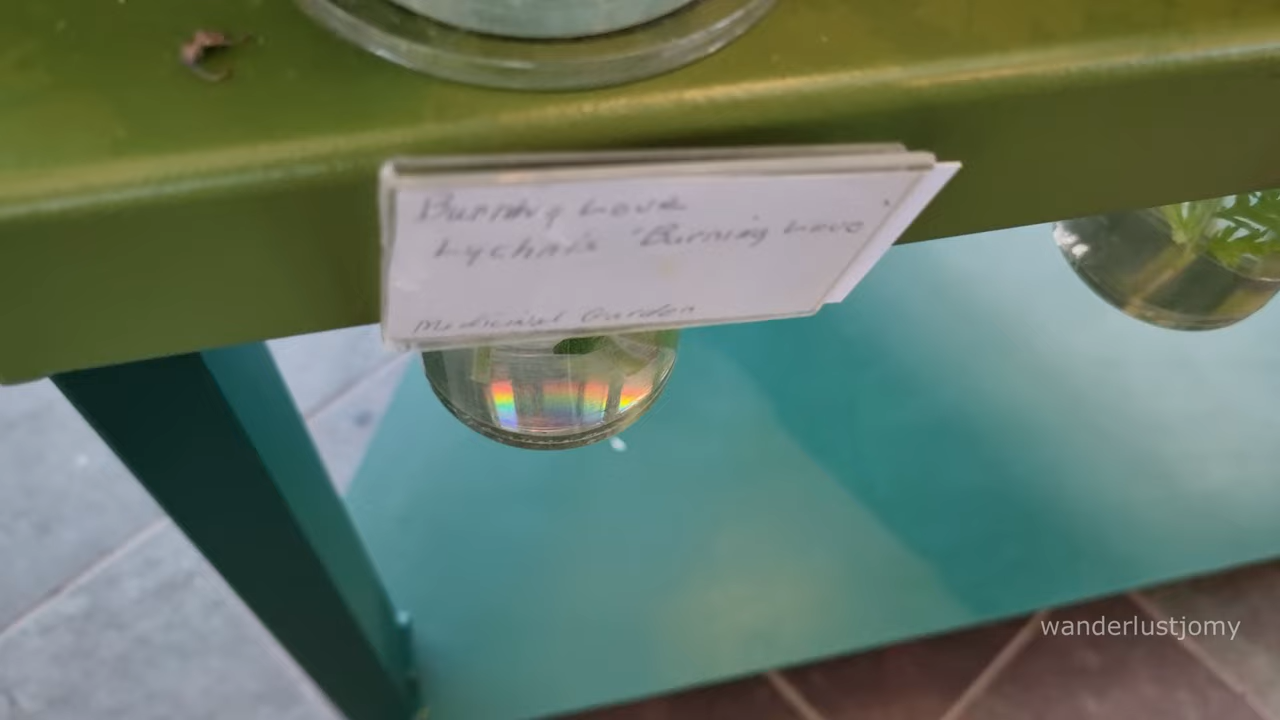 Burning Love
Lychnis 'Burning Love
Medicinal Garden
wanderlustjomy